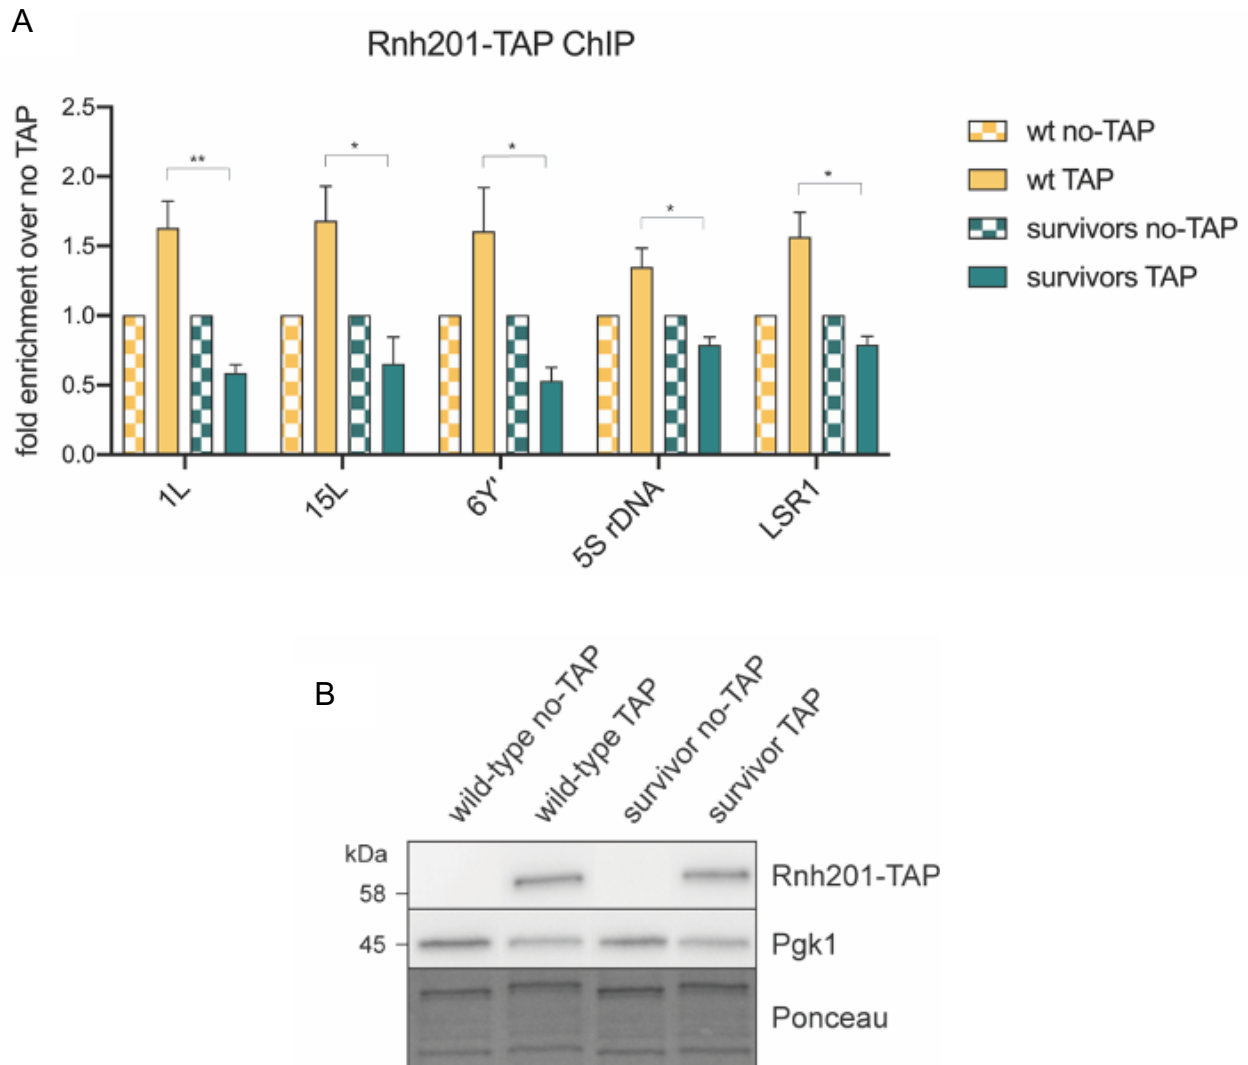 A
Rnh201-TAP ChIP
fold enrichment over no TAP
2.5
2.0
1.5
1.0
0.5
0.0
**
*
*
*
*
1L
15L
6Y'
5S rDNA
LSR1
wt no-TAP
wt TAP
survivors no-TAP
survivors TAP
B
wild-type no-TAP
wild-type TAP
survivor no-TAP
survivor TAP
kDa
58
45
Rnh201-TAP
Pgk1
Ponceau